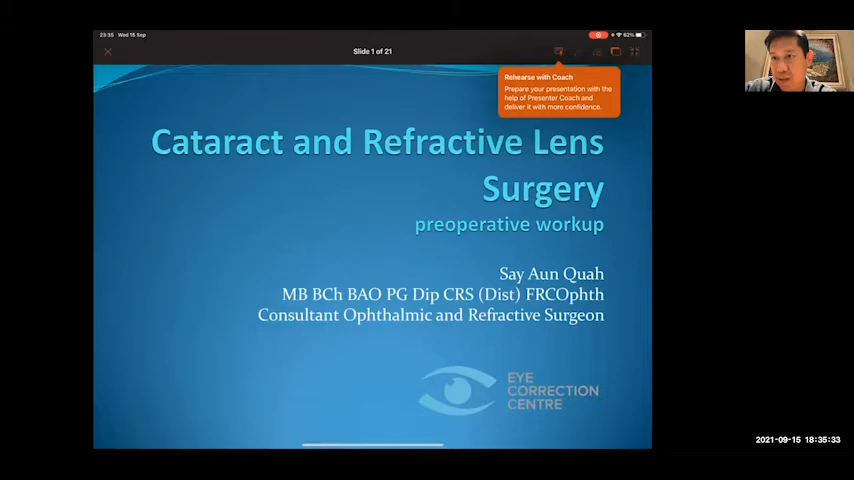 23:35 Wed 15 Sep
82%
Slide 1 of 21
Rehearse with Coach
Prepare your presentation with the
help of Presenter Coach and
deliver it with more confidence.
Cataract and Refractive Lens
Surgery
preoperative workup
Say Aun Quah
MB BCh BAO PG Dip CRS (Dist) FRCOphth
Consultant Ophthalmic and Refractive Surgeon
EYE
CORRECTION
CENTRE
2021-09-15 18:35:33